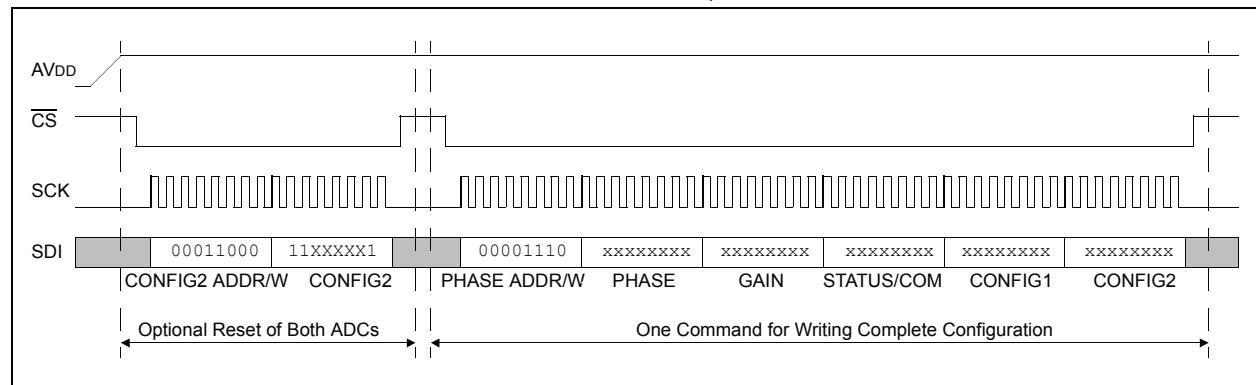 AVDD
CS
SCK
SDI
00011000 11XXXXX1 00001110 xxxxxxxx xxxxxxxx xxxxxxxx xxxxxxxx xxxxxxxx
CONFIG2 ADDR/W CONFIG2 PHASE ADDR/W PHASE GAIN STATUS/COM CONFIG1 CONFIG2
Optional Reset of Both ADCs One Command for Writing Complete Configuration